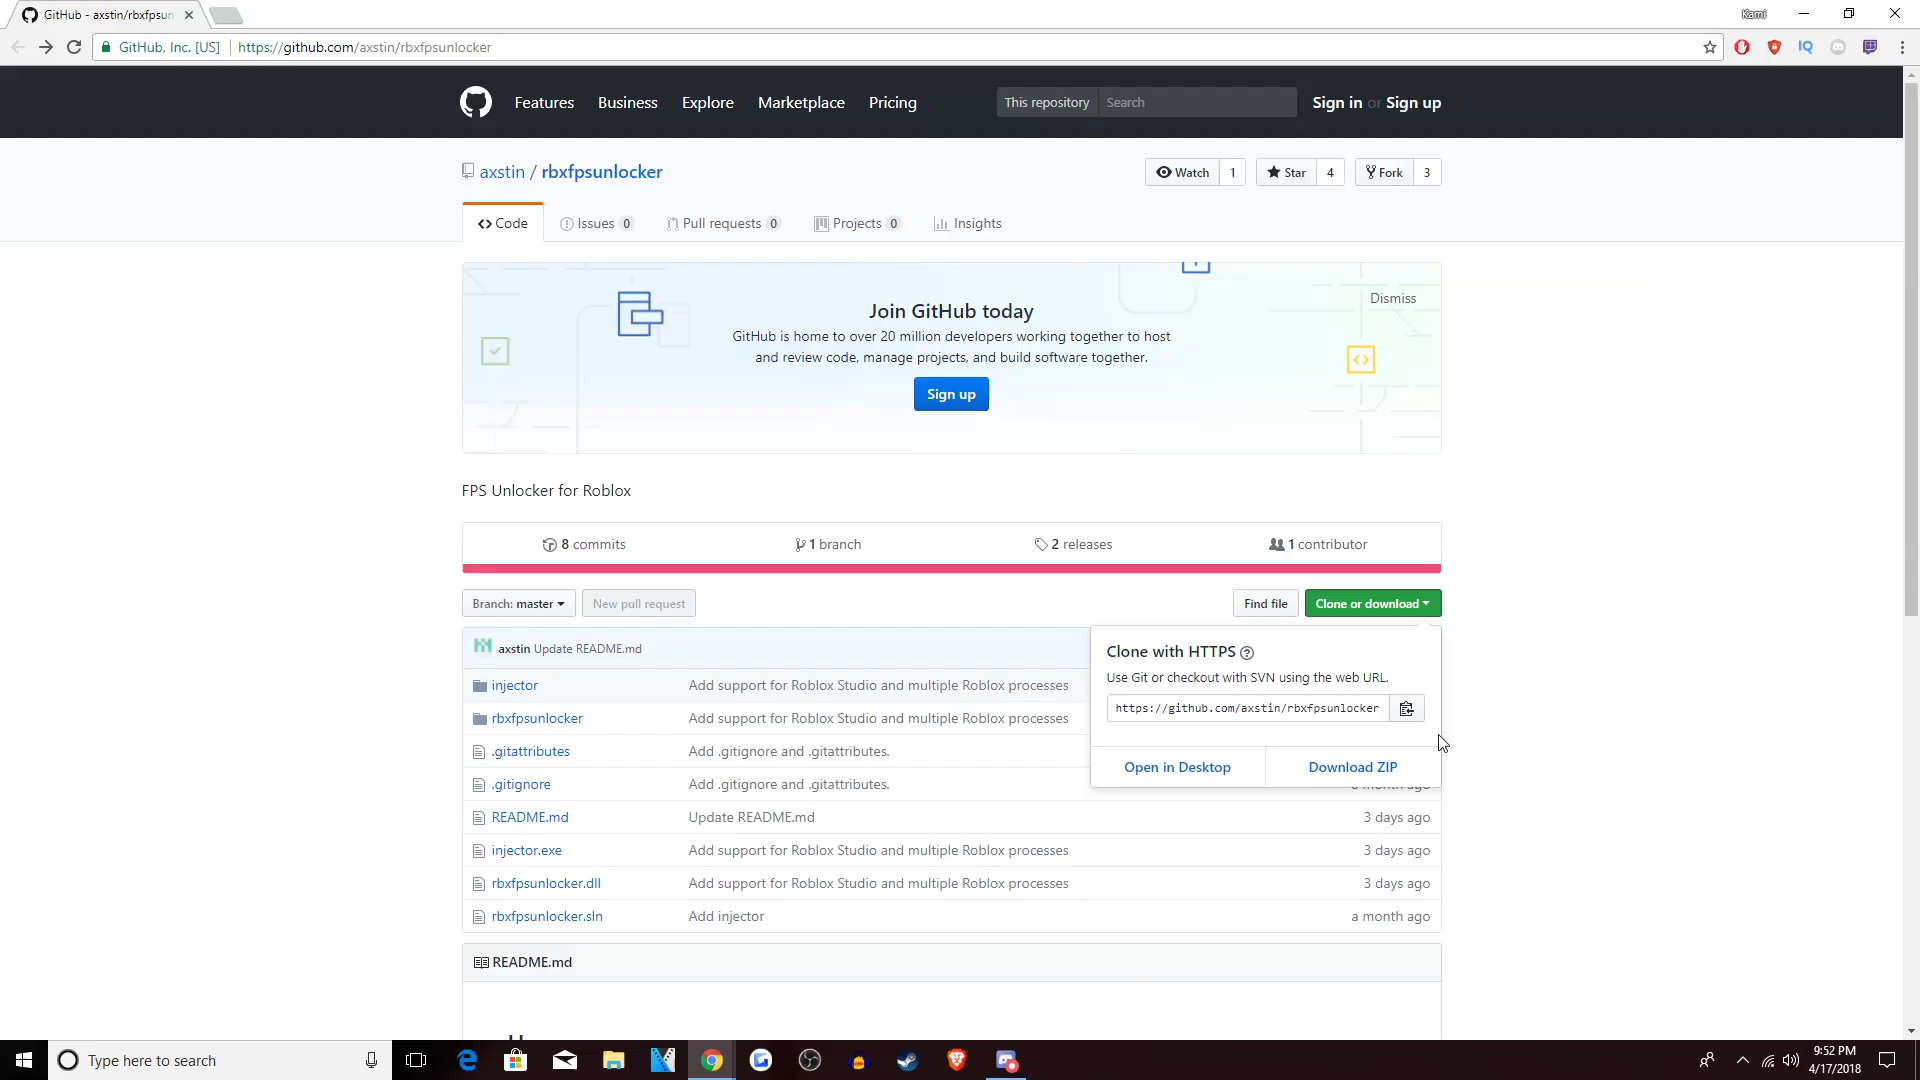 GitHub - axstin/rbxfpsun
Kami
GitHub, Inc. [US]
https://github.com/axstin/rbxfpsunlocker
IQ
Features
Business
Explore
Marketplace
Pricing
This repository
Search
Sign in or Sign up
axstin / rbxfpsunlocker
Watch 1
Star 4
Fork 3
Code
Issues 0
Pull requests 0
Projects 0
Insights
Join GitHub today
Dismiss
GitHub is home to over 20 million developers working together to host
and review code, manage projects, and build software together.
Sign up
FPS Unlocker for Roblox
8 commits
1 branch
2 releases
1 contributor
Branch: master
New pull request
Find file
Clone or download
axstin Update README.md
Clone with HTTPS
Use Git or checkout with SVN using the web URL.
https://github.com/axstin/rbxfpsunlocker
Open in Desktop
Download ZIP
injector Add support for Roblox Studio and multiple Roblox processes
rbxfpsunlocker Add support for Roblox Studio and multiple Roblox processes
.gitattributes Add .gitignore and .gitattributes.
.gitignore Add .gitignore and .gitattributes. a month ago
README.md Update README.md 3 days ago
injector.exe Add support for Roblox Studio and multiple Roblox processes 3 days ago
rbxfpsunlocker.dll Add support for Roblox Studio and multiple Roblox processes 3 days ago
rbxfpsunlocker.sln Add injector a month ago
README.md
Type here to search
9:52 PM
4/17/2018